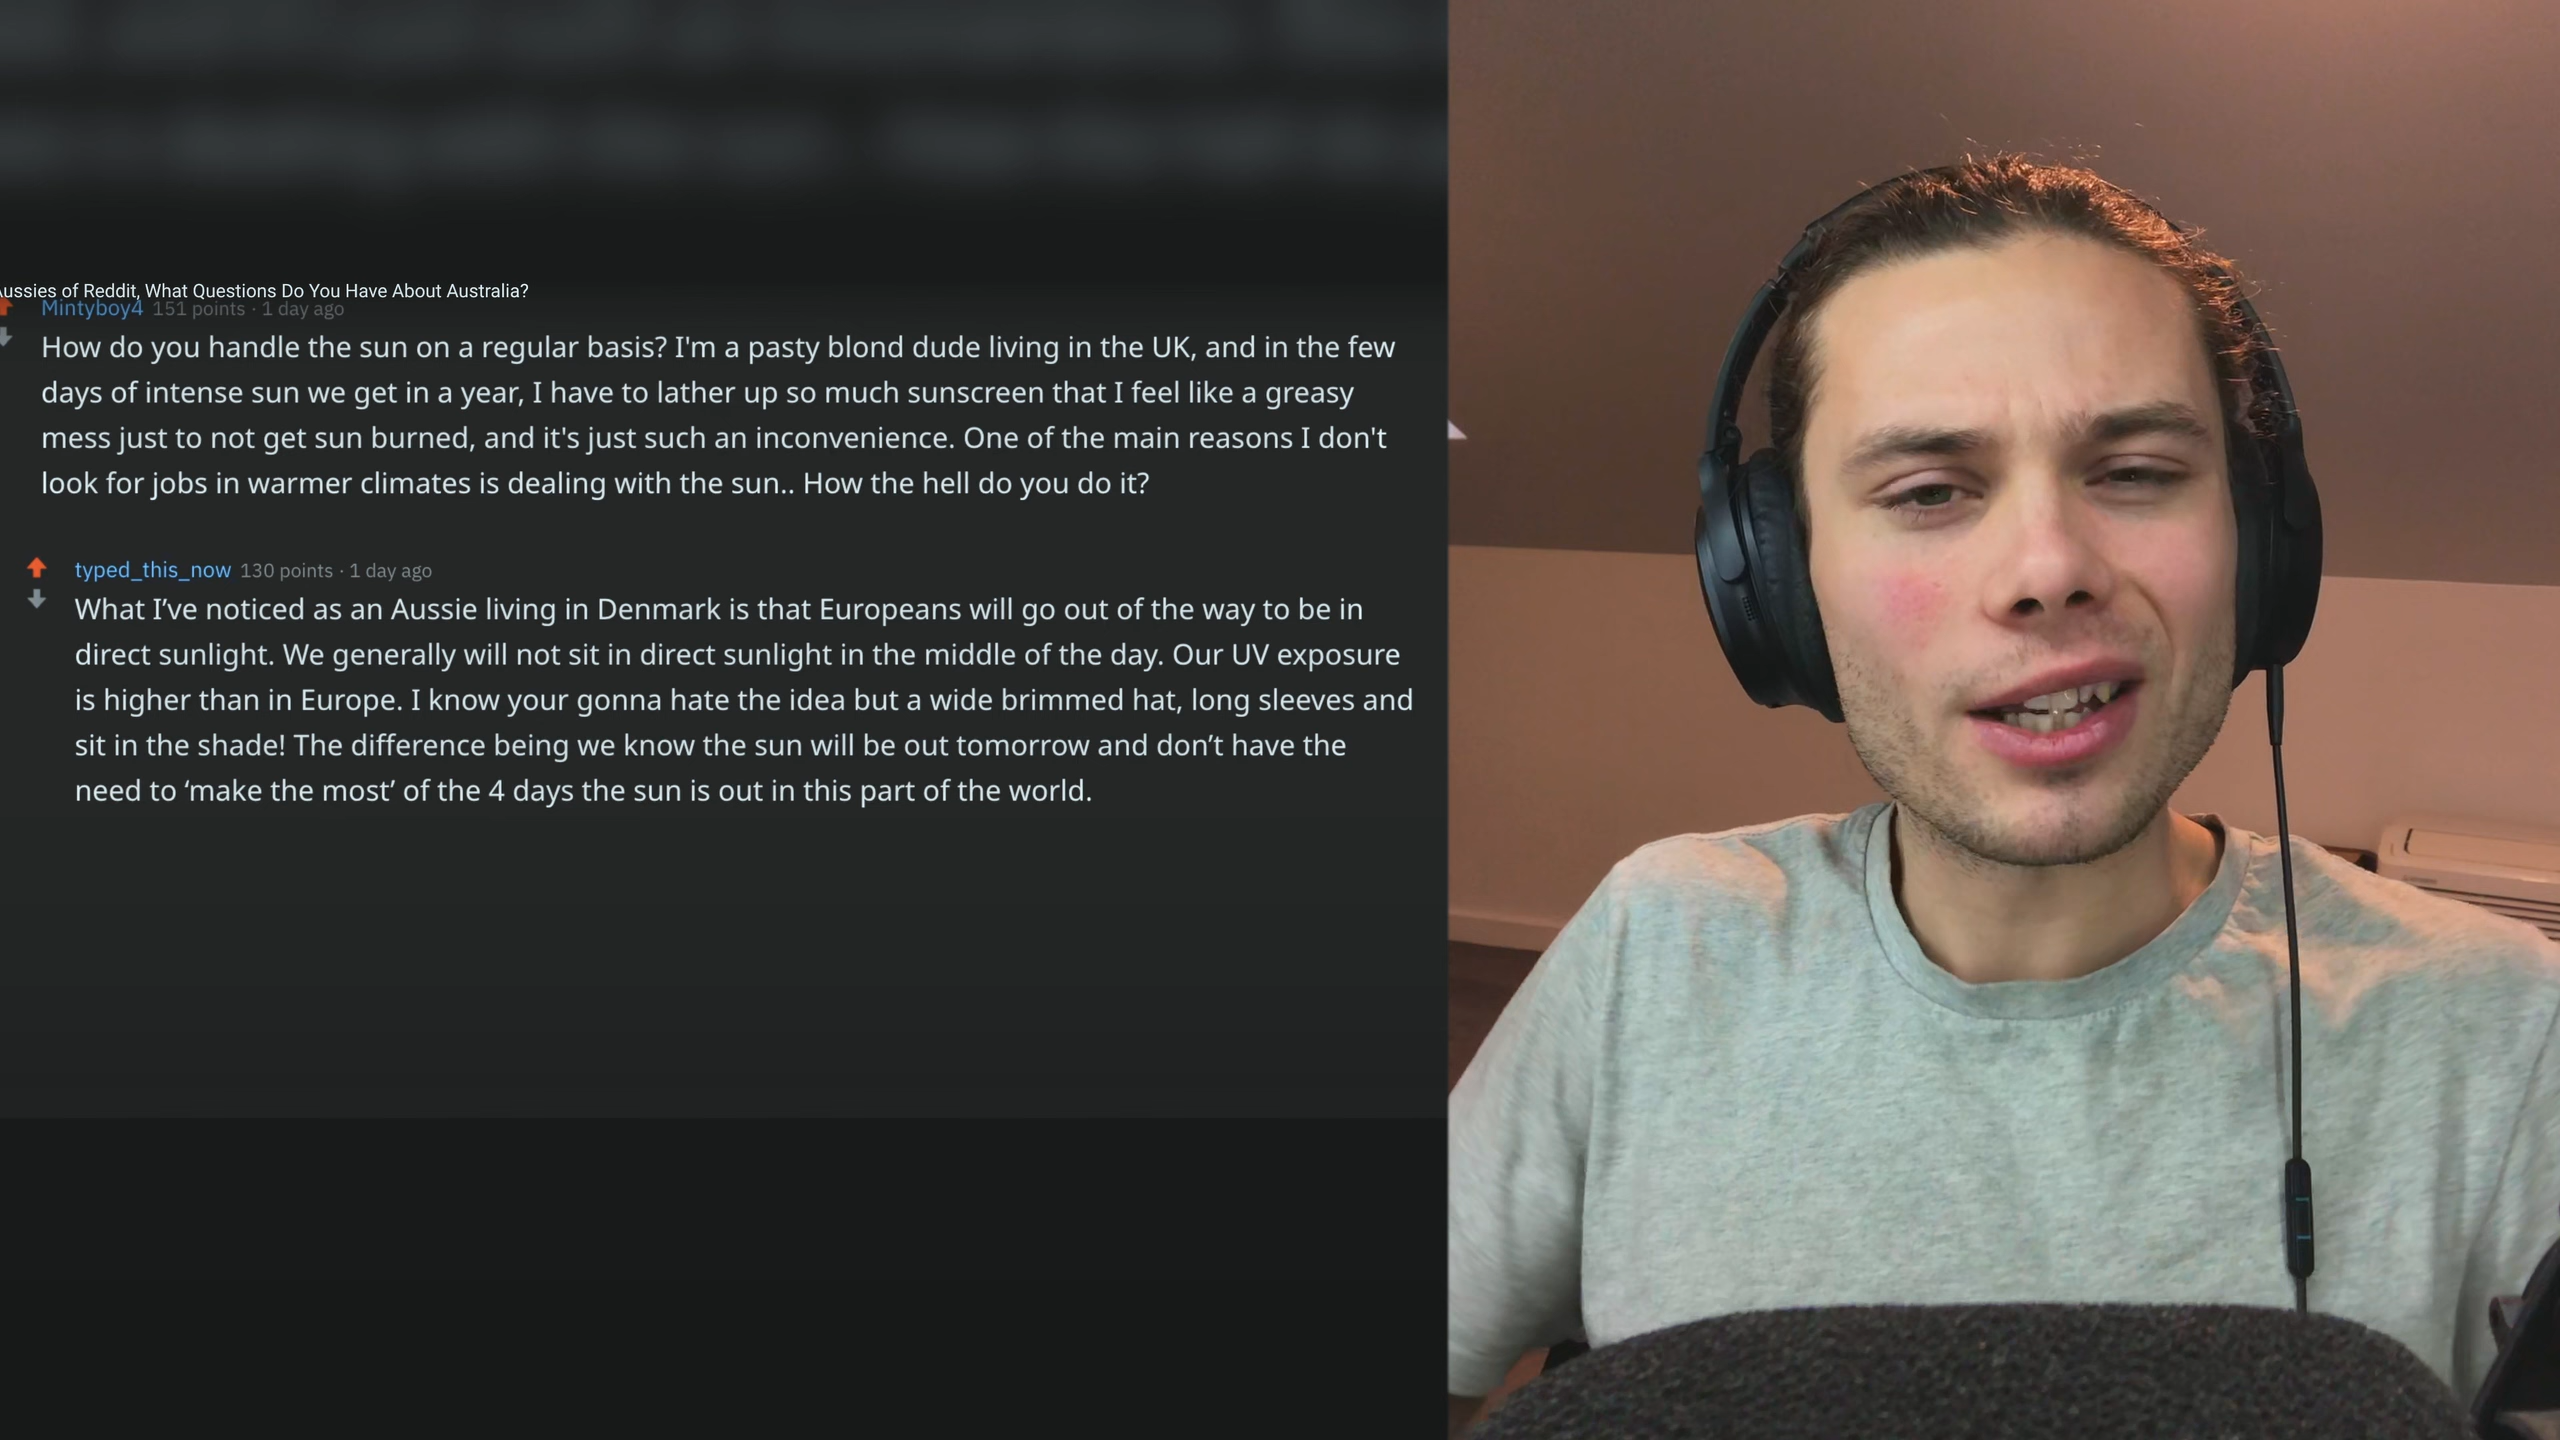 ussies of Reddit, What Questions Do You Have About Australia?
Mintyboy4 151 points · 1 day ago
How do you handle the sun on a regular basis? I'm a pasty blond dude living in the UK, and in the few
days of intense sun we get in a year, I have to lather up so much sunscreen that I feel like a greasy
mess just to not get sun burned, and it's just such an inconvenience. One of the main reasons I don't
look for jobs in warmer climates is dealing with the sun.. How the hell do you do it?
typed_this_now 130 points · 1 day ago
What I’ve noticed as an Aussie living in Denmark is that Europeans will go out of the way to be in
direct sunlight. We generally will not sit in direct sunlight in the middle of the day. Our UV exposure
is higher than in Europe. I know your gonna hate the idea but a wide brimmed hat, long sleeves and
sit in the shade! The difference being we know the sun will be out tomorrow and don’t have the
need to ‘make the most’ of the 4 days the sun is out in this part of the world.